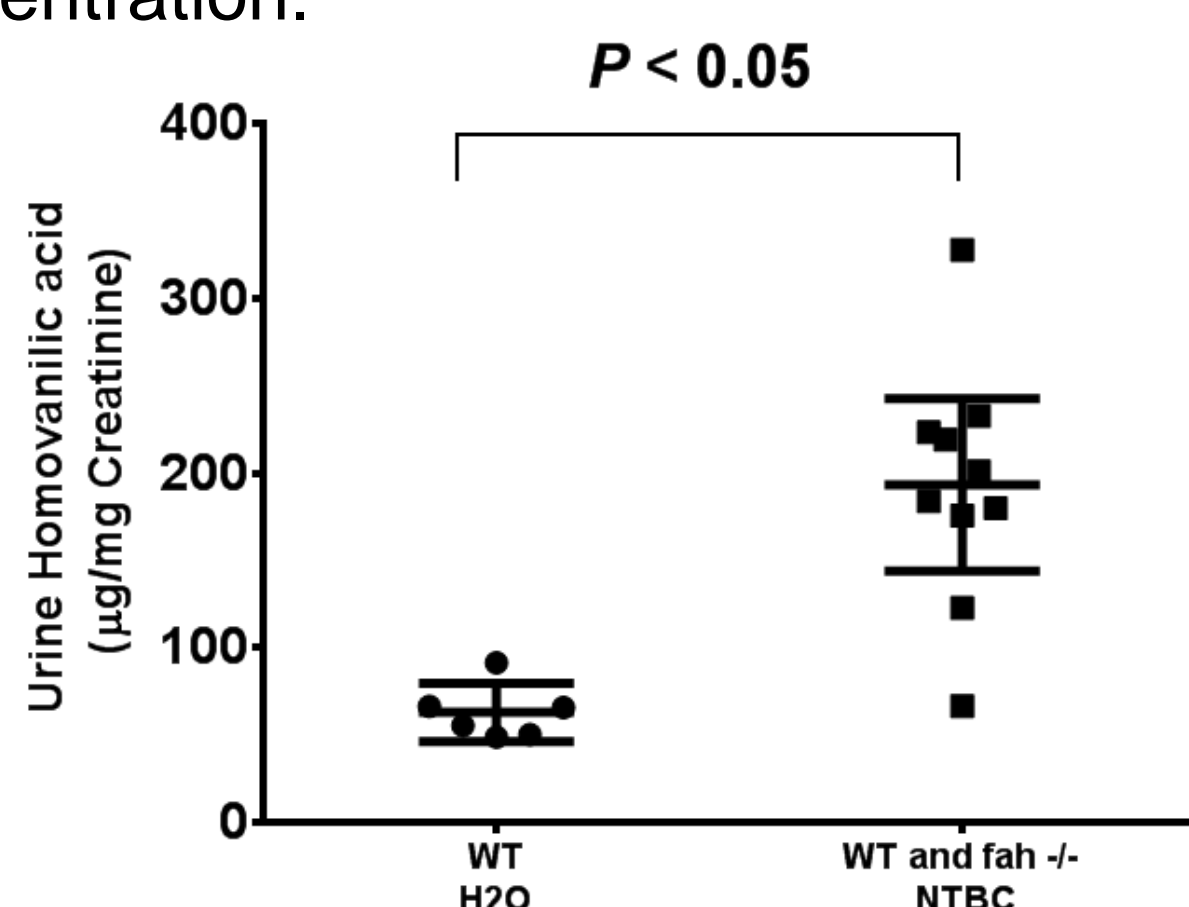 entration.
P < 0.05
400
300
200
100
0
Urine Homovanilic acid
(µg/mg Creatinine)
WT
H2O
WT and fah -/-
NTBC